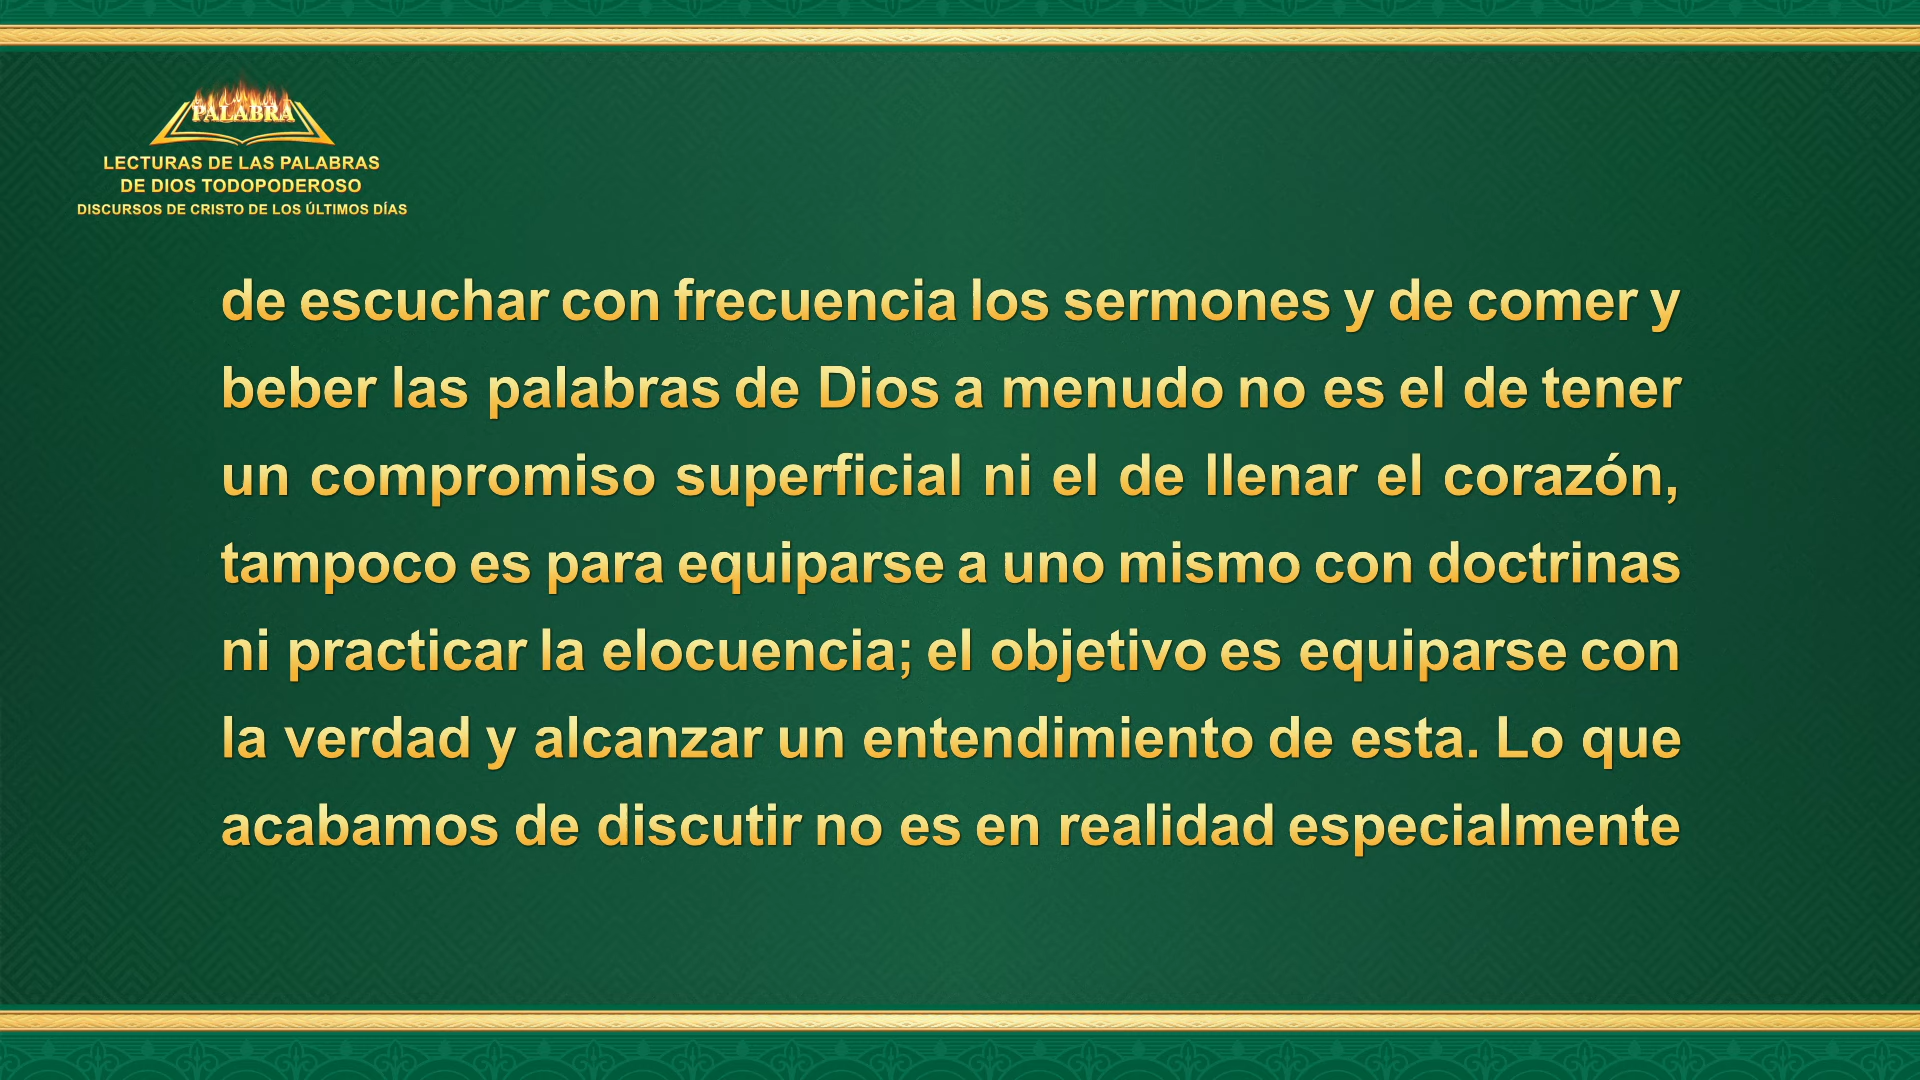 PALABRA
LECTURAS DE LAS PALABRAS
DE DIOS TODOPODEROSO
DISCURSOS DE CRISTO DE LOS ÚLTIMOS DÍAS
de escuchar con frecuencia los sermones y de comer y
beber las palabras de Dios a menudo no es el de tener
un compromiso superficial ni el de llenar el corazón,
tampoco es para equiparse a uno mismo con doctrinas
ni practicar la elocuencia; el objetivo es equiparse con
la verdad y alcanzar un entendimiento de esta. Lo que
acabamos de discutir no es en realidad especialmente